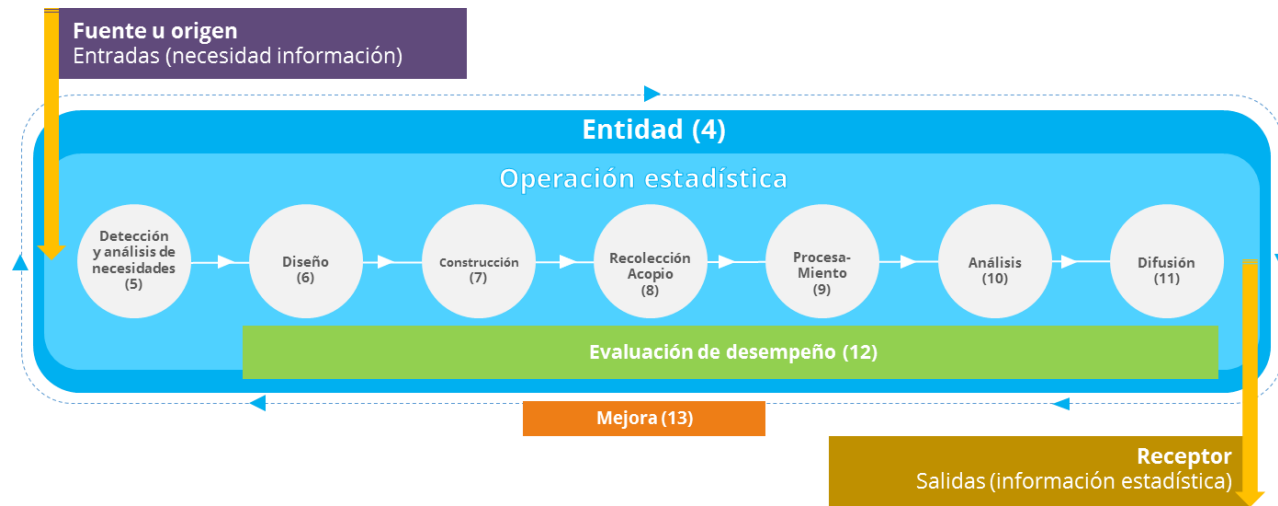 Fuente u origen
Entradas (necesidad información)
Entidad (4)
Operación estadística
Detección
y análisis de
necesidades
(5)
Diseño
(6)
Construcción
(7)
Recolección
Acopio
(8)
Procesa-
Miento
(9)
Análisis
(10)
Difusión
(11)
Evaluación de desempeño (12)
Mejora (13)
Receptor
Salidas (información estadística)